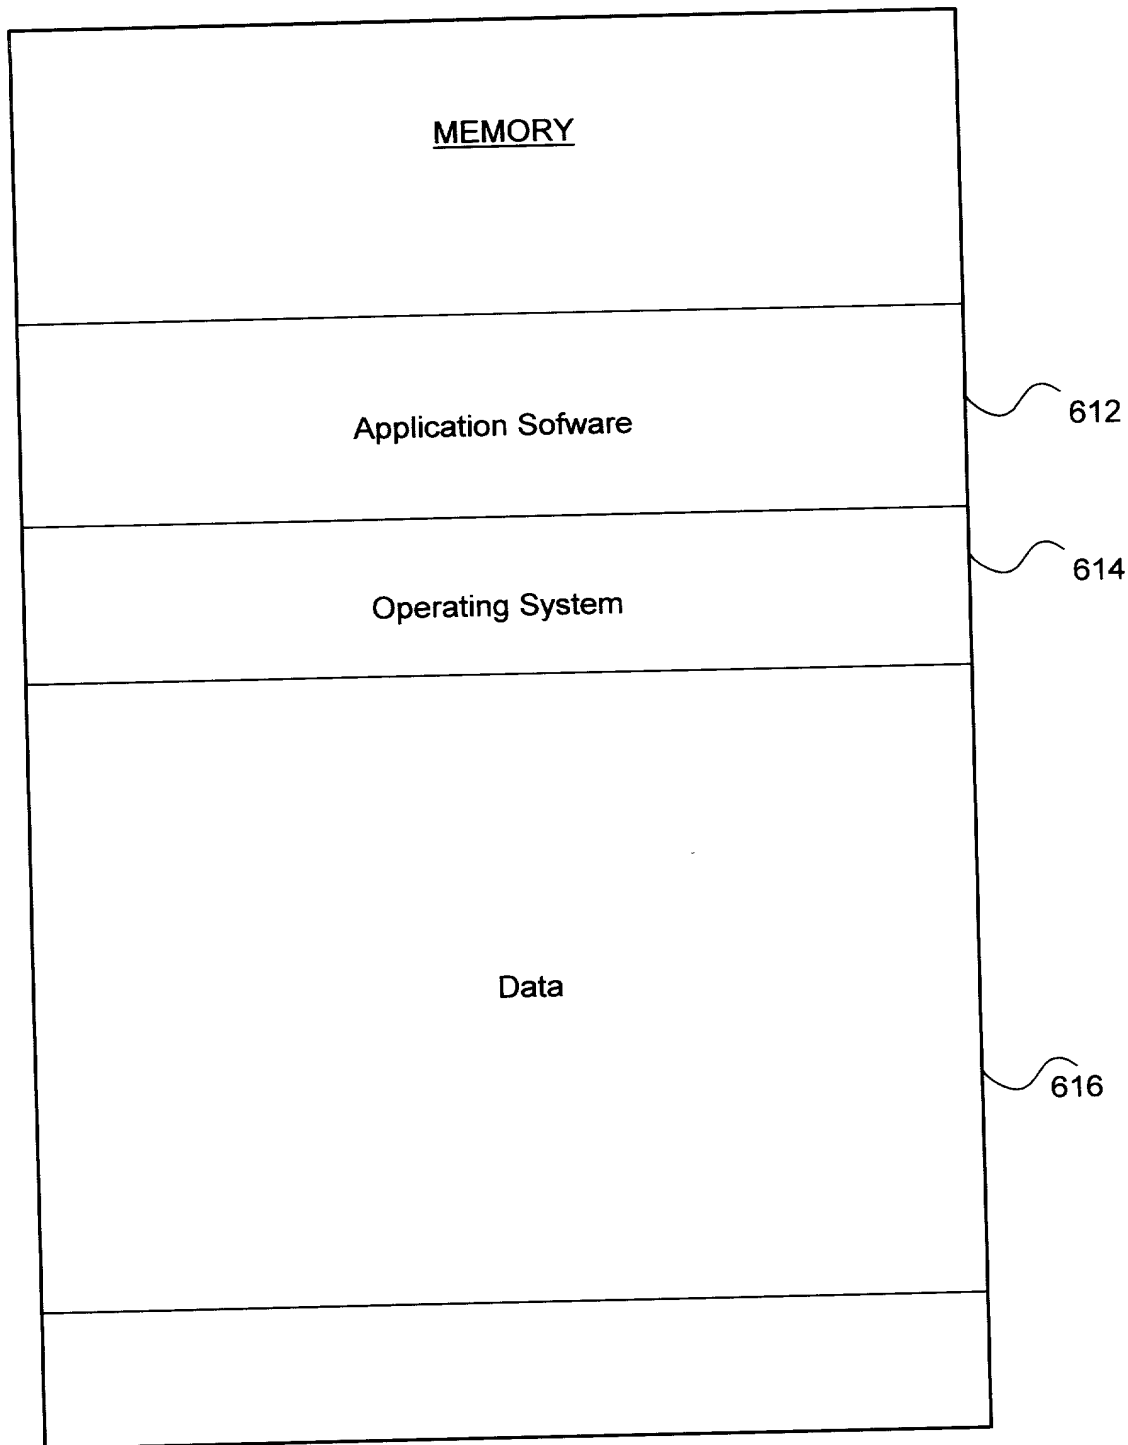 MEMORY
Application Sofware
612
614
Operating System
Data
616